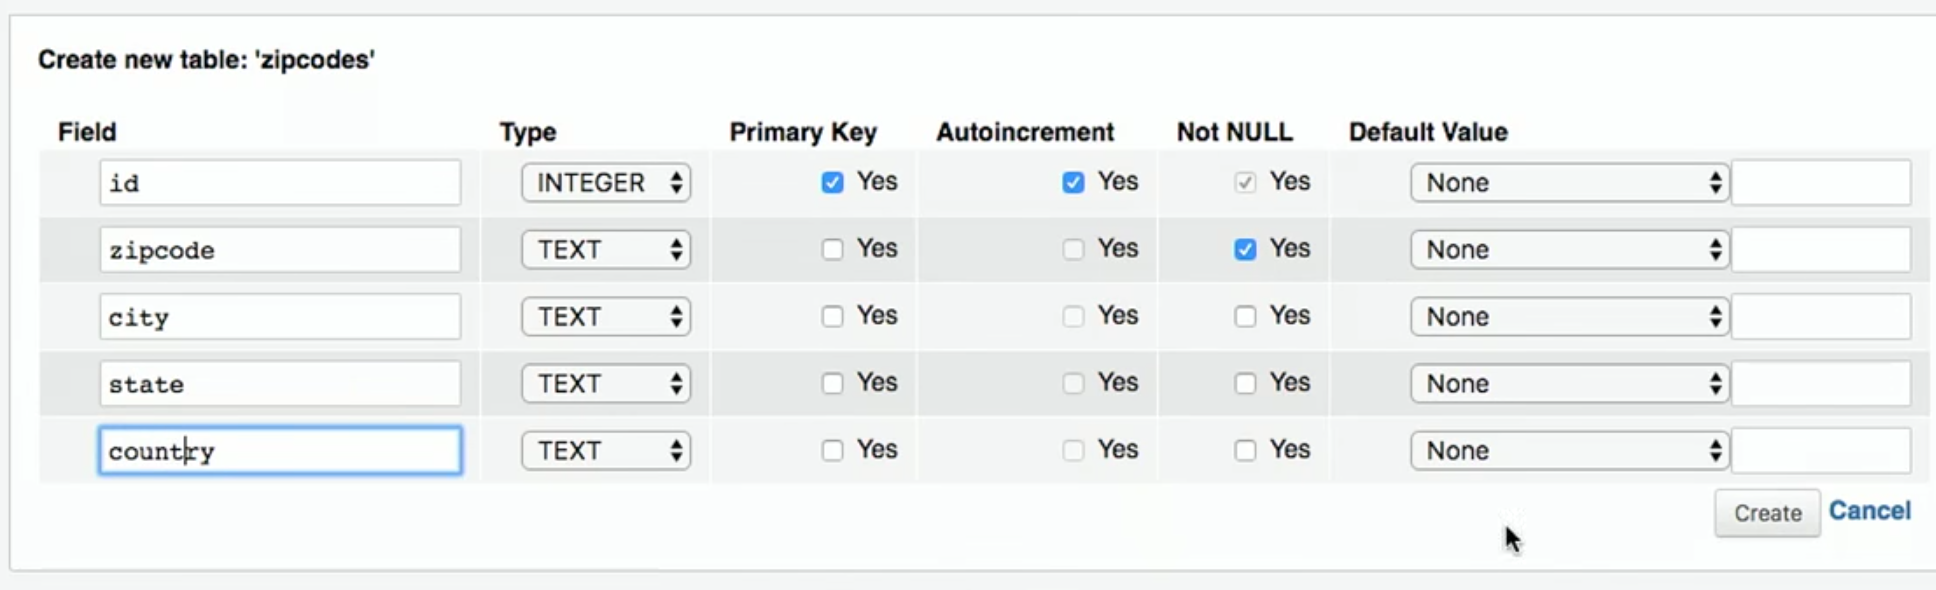 Create new table: 'zipcodes'
Field Type Primary Key Autoincrement Not NULL Default Value
id INTEGER Yes Yes Yes None
zipcode TEXT Yes Yes Yes None
city TEXT Yes Yes Yes None
state TEXT Yes Yes Yes None
country TEXT Yes Yes Yes None
Create Cancel